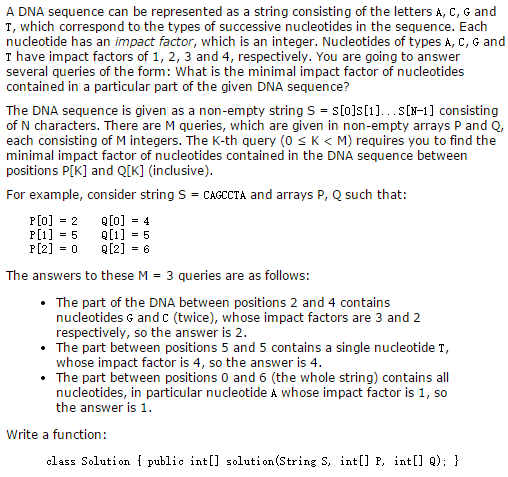 A DNA sequence can be represented as a string consisting of the letters A, C, G and
T, which correspond to the types of successive nucleotides in the sequence. Each
nucleotide has an impact factor, which is an integer. Nucleotides of types A, C, G and
T have impact factors of 1, 2, 3 and 4, respectively. You are going to answer
several queries of the form: What is the minimal impact factor of nucleotides
contained in a particular part of the given DNA sequence?
The DNA sequence is given as a non-empty string S = S[0]S[1]...S[N-1] consisting
of N characters. There are M queries, which are given in non-empty arrays P and Q,
each consisting of M integers. The K-th query (0 ≤ K < M) requires you to find the
minimal impact factor of nucleotides contained in the DNA sequence between
positions P[K] and Q[K] (inclusive).
For example, consider string S = CAGCCTA and arrays P, Q such that:
P[0] = 2 Q[0] = 4
P[1] = 5 Q[1] = 5
P[2] = 0 Q[2] = 6
The answers to these M = 3 queries are as follows:
• The part of the DNA between positions 2 and 4 contains
nucleotides G and C (twice), whose impact factors are 3 and 2
respectively, so the answer is 2.
• The part between positions 5 and 5 contains a single nucleotide T,
whose impact factor is 4, so the answer is 4.
• The part between positions 0 and 6 (the whole string) contains all
nucleotides, in particular nucleotide A whose impact factor is 1, so
the answer is 1.
Write a function:
class Solution { public int[] solution(String S, int[] P, int[] Q); }